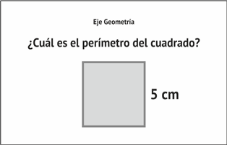 Eje Geometría
¿Cuál es el perímetro del cuadrado?
5 cm